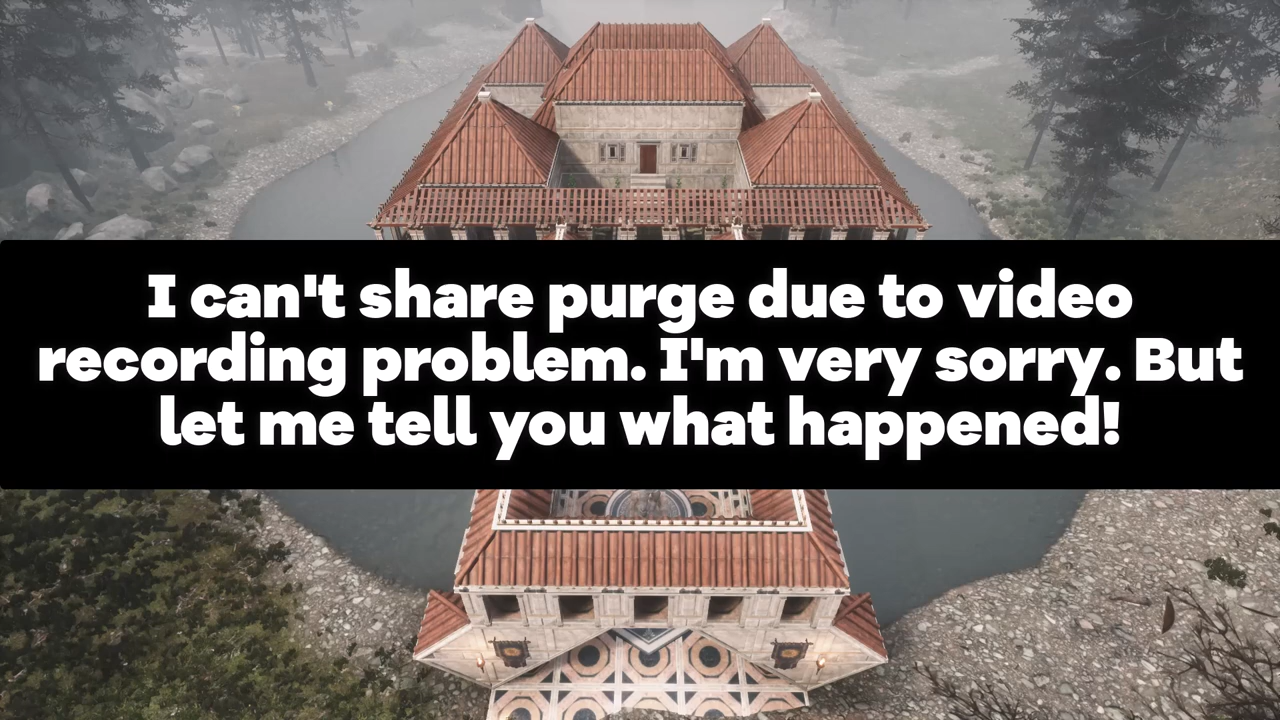 I can't share purge due to video
recording problem. I'm very sorry. But
let me tell you what happened!